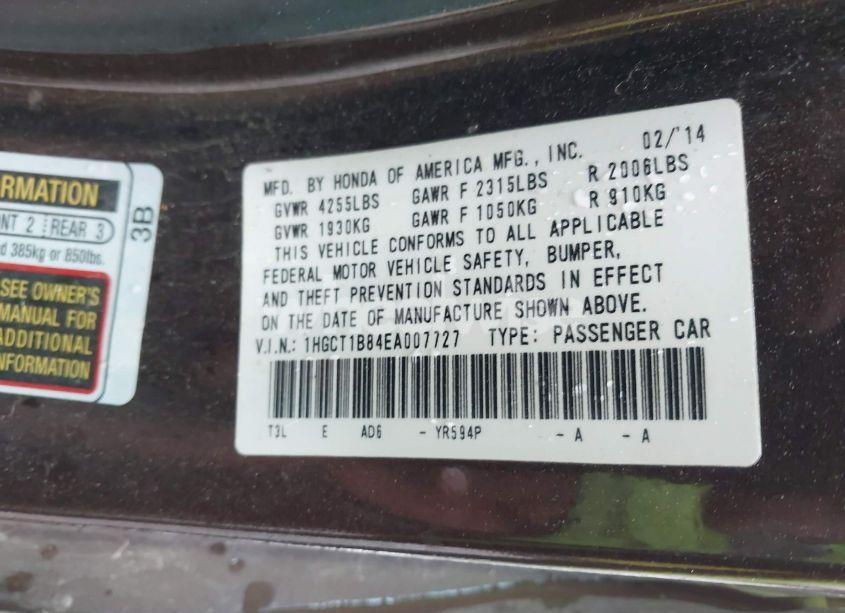 RMATION
NT 2 REAR 3
d 385kg or 850lbs.
SEE OWNER'S
MANUAL FOR
ADDITIONAL
INFORMATION
3B
MFD. BY HONDA OF AMERICA MFG., INC. 02/'14
GVWR 4255LBS GAWR F 2315LBS R 2006LBS
GVWR 1930KG GAWR F 1050KG R 910KG
THIS VEHICLE CONFORMS TO ALL APPLICABLE
FEDERAL MOTOR VEHICLE SAFETY, BUMPER,
AND THEFT PREVENTION STANDARDS IN EFFECT
ON THE DATE OF MANUFACTURE SHOWN ABOVE.
V.I.N.: 1HGCT1B84EA007727 TYPE: PASSENGER CAR
T3L E AD6 - YR594P - A - A